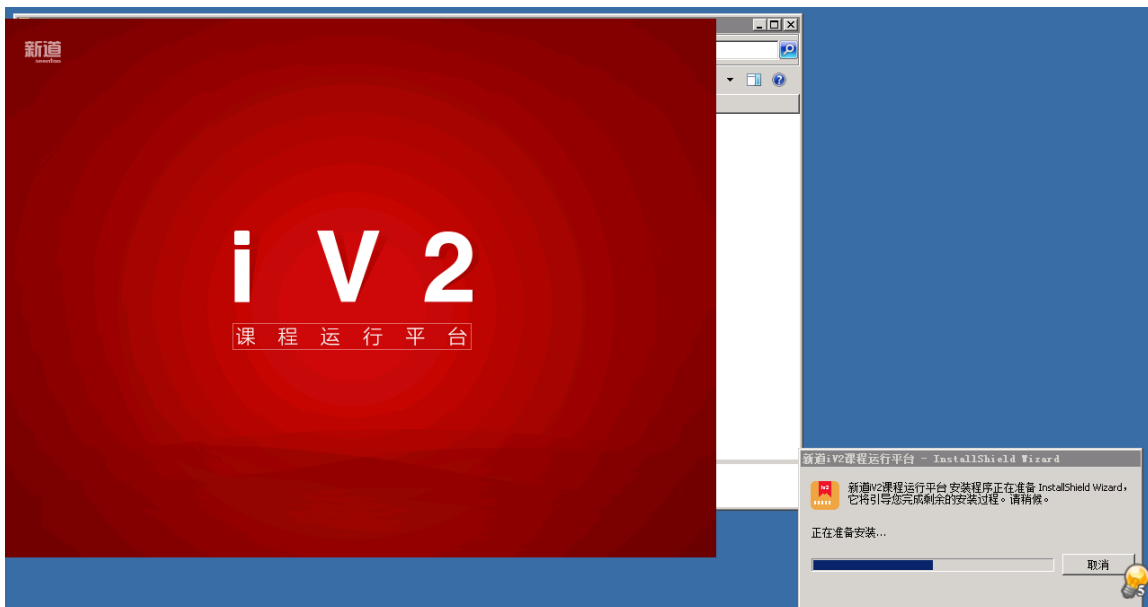 新道
seentao
i V 2
课程运行平台
新道iV2课程运行平台 - InstallShield Wizard
新道iV2课程运行平台 安装程序正在准备 InstallShield Wizard，
它将引导您完成剩余的安装过程。请稍候。
正在准备安装...
取消